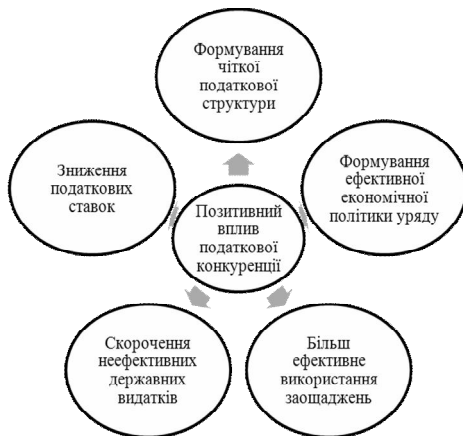 Формування
чіткої
податкової
структури
Зниження
податкових
ставок
Формування
ефективної
економічної
політики уряду
Позитивний
вплив
податкової
конкуренції
Скорочення
неефективних
державних
видатків
Більш
ефективне
використання
заощаджень